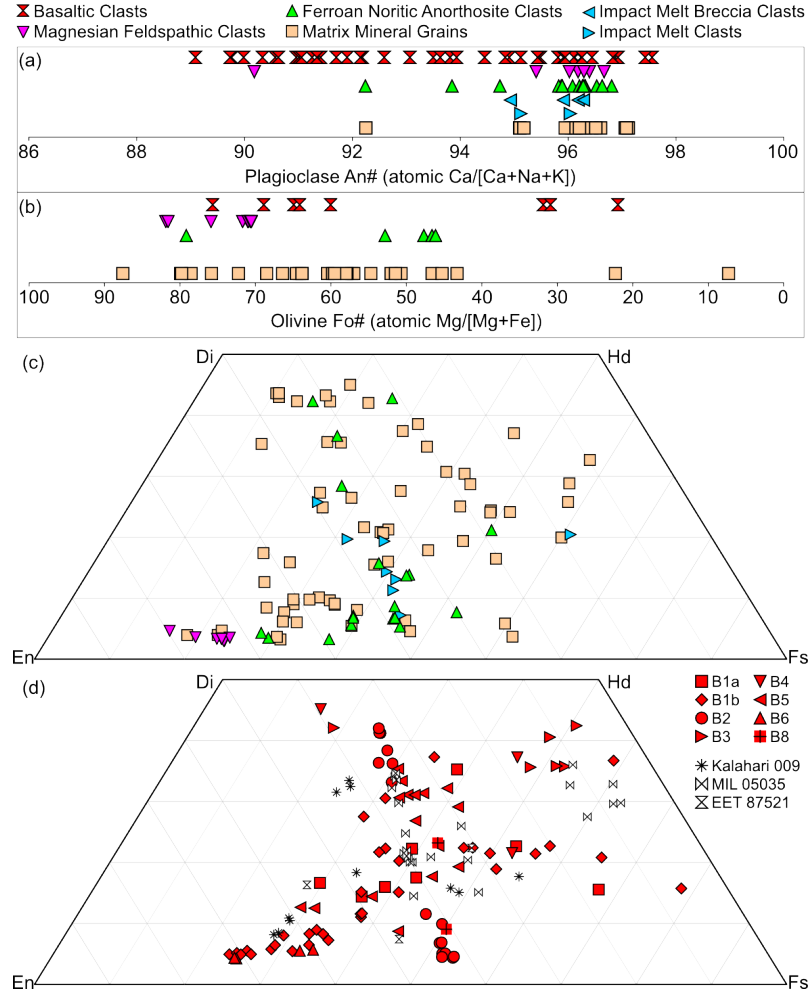 Basaltic Clasts Ferroan Noritic Anorthosite Clasts Impact Melt Breccia Clasts
Magnesian Feldspathic Clasts Matrix Mineral Grains Impact Melt Clasts
(a)
86 88 90 92 94 96 98 100
Plagioclase An# (atomic Ca/[Ca+Na+K])
(b)
100 90 80 70 60 50 40 30 20 10 0
Olivine Fo# (atomic Mg/[Mg+Fe])
(c) Di Hd
En Fs
(d) Di Hd
B1a B4
B1b B5
B2 B6
B3 B8
Kalahari 009
MIL 05035
EET 87521
En Fs